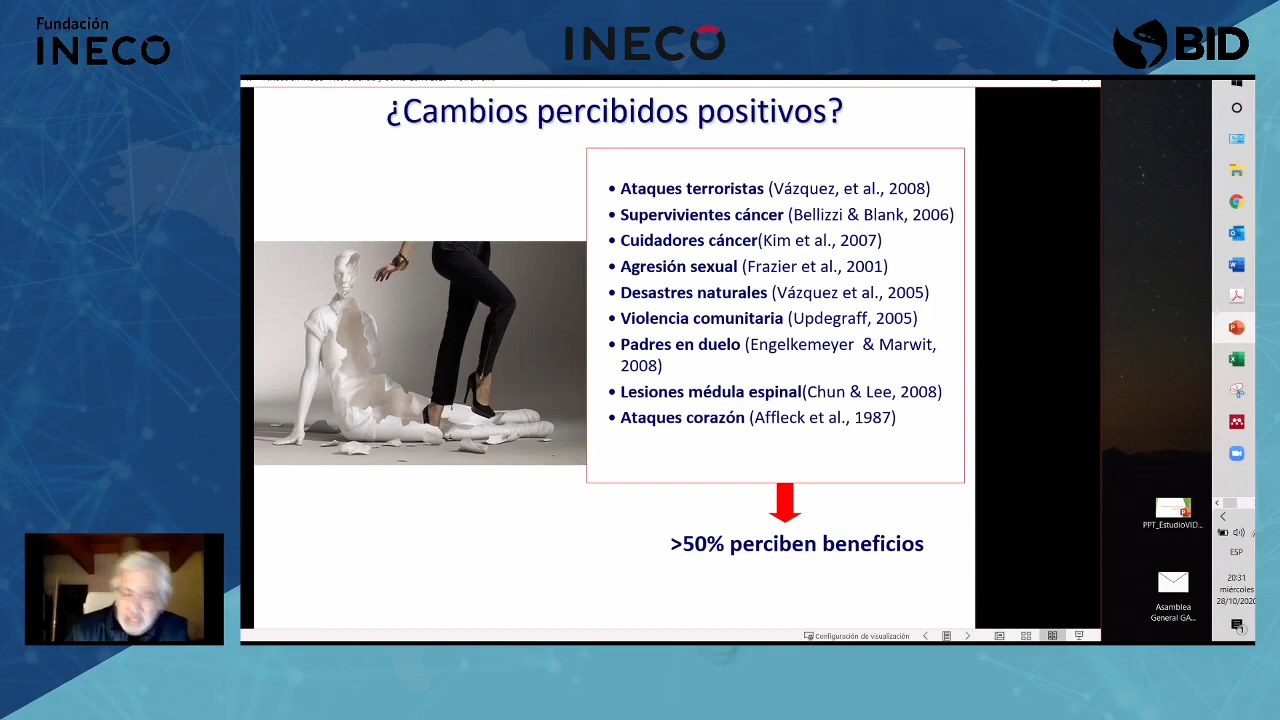 Fundación
INECO
INECO
BID
¿Cambios percibidos positivos?
• Ataques terroristas (Vázquez, et al., 2008)
• Supervivientes cáncer (Bellizzi & Blank, 2006)
• Cuidadores cáncer(Kim et al., 2007)
• Agresión sexual (Frazier et al., 2001)
• Desastres naturales (Vázquez et al., 2005)
• Violencia comunitaria (Updegraff, 2005)
• Padres en duelo (Engelkemeyer & Marwit,
2008)
• Lesiones médula espinal(Chun & Lee, 2008)
• Ataques corazón (Affleck et al., 1987)
>50% perciben beneficios
Configuración de visualización
PPT_EstudioVID...
Asamblea
General GA...
ESP
20:31
miércoles
28/10/2020